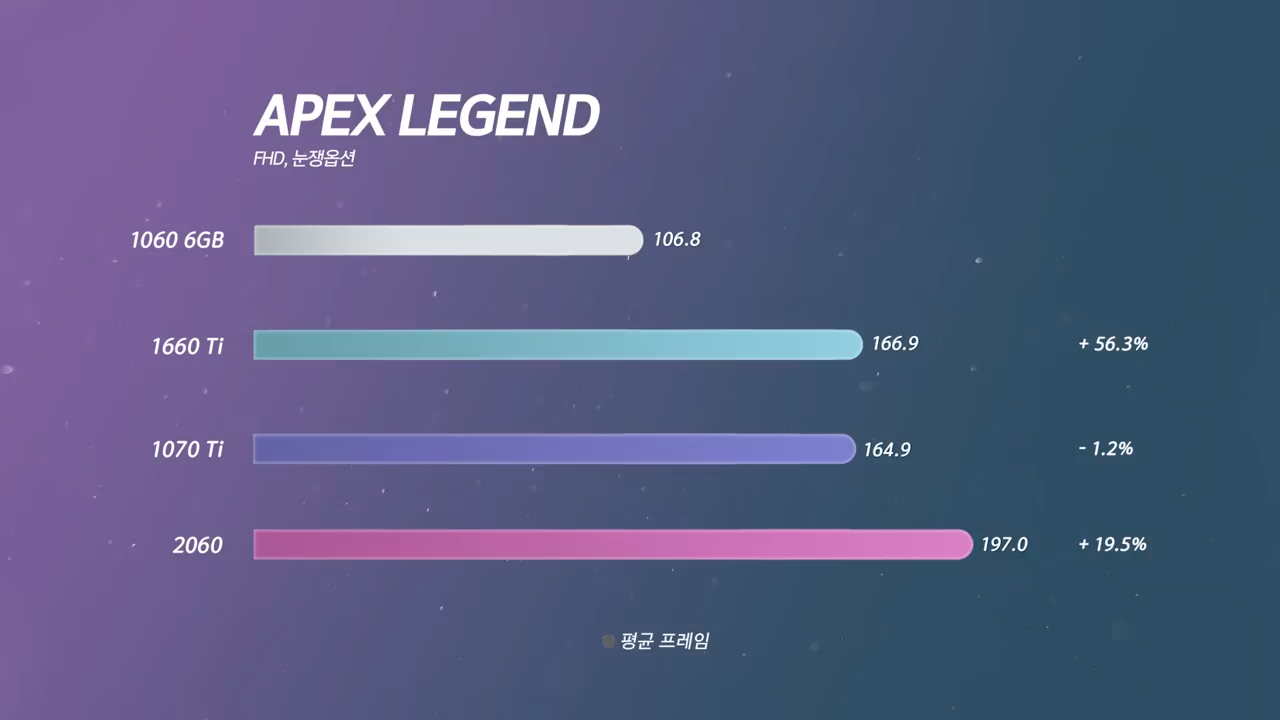 APEX LEGEND
FHD, 눈쟁옵션
1060 6GB 106.8
1660 Ti 166.9 + 56.3%
1070 Ti 164.9 - 1.2%
2060 197.0 + 19.5%
평균 프레임